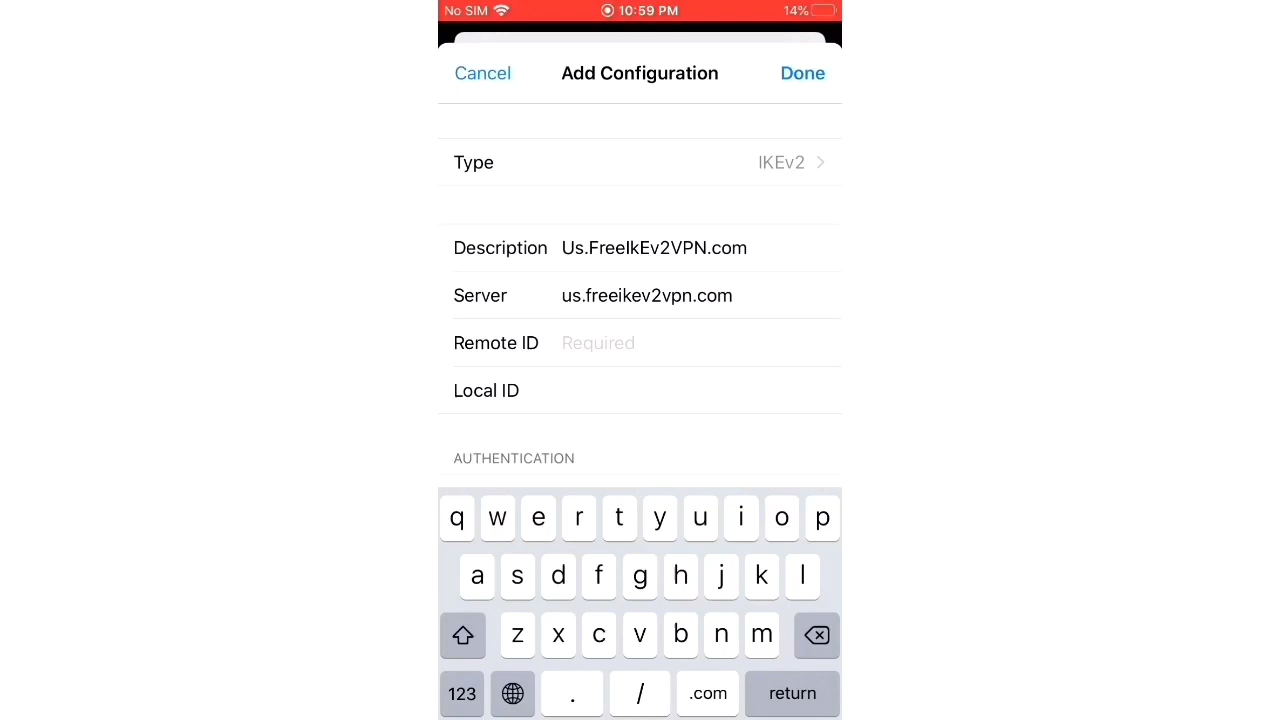 No SIM 10:59 PM 14%
Cancel Add Configuration Done
Type IKEv2
Description Us.FreeIkEv2VPN.com
Server us.freeikev2vpn.com
Remote ID Required
Local ID
AUTHENTICATION
q w e r t y u i o p
a s d f g h j k l
z x c v b n m
123 . / .com return